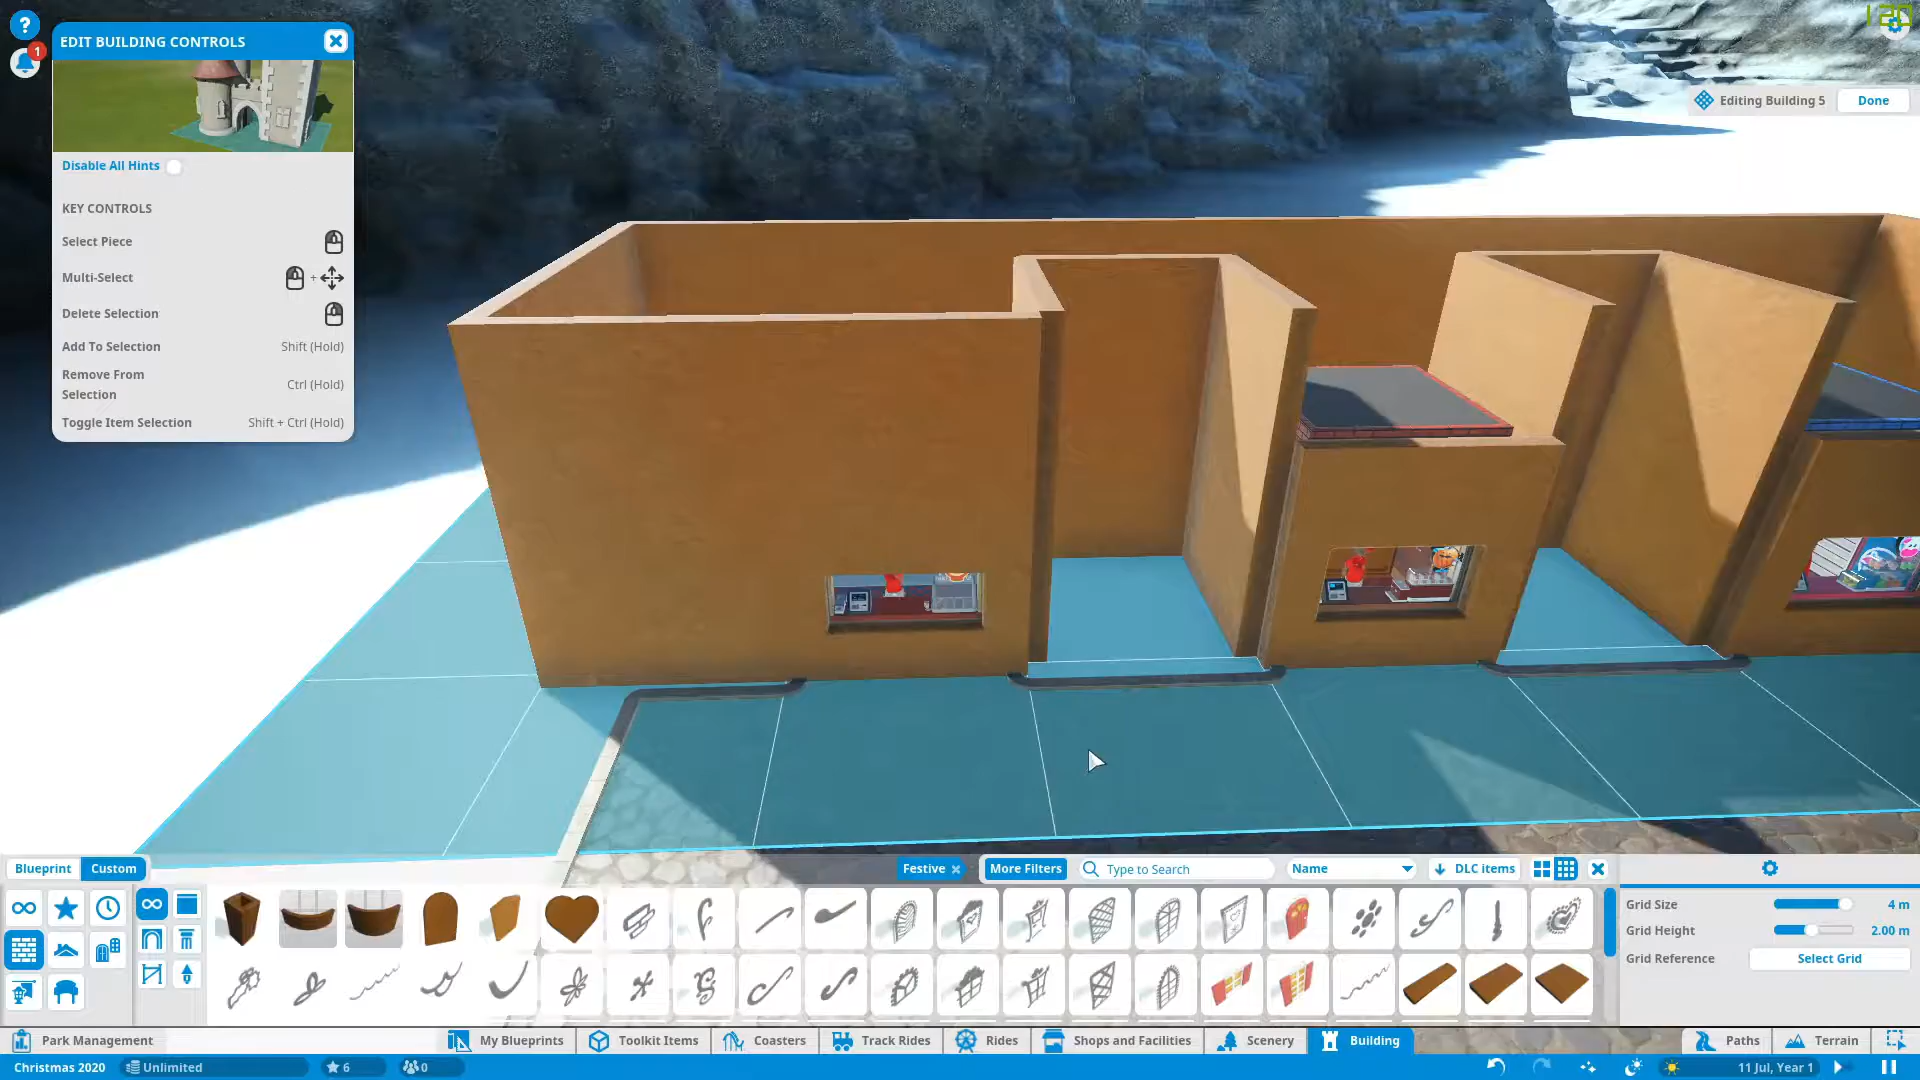 ?
1
EDIT BUILDING CONTROLS
120
Editing Building 5
Done
Disable All Hints
KEY CONTROLS
Select Piece
Multi-Select
+
Delete Selection
Add To Selection
Shift (Hold)
Remove From
Selection
Ctrl (Hold)
Toggle Item Selection
Shift + Ctrl (Hold)
Blueprint
Custom
Festive
More Filters
Type to Search
Name
DLC items
Grid Size
4 m
Grid Height
2.00 m
Grid Reference
Select Grid
Park Management
My Blueprints
Toolkit Items
Coasters
Track Rides
Rides
Shops and Facilities
Scenery
Building
Paths
Terrain
Christmas 2020
Unlimited
6
0
11 Jul, Year 1